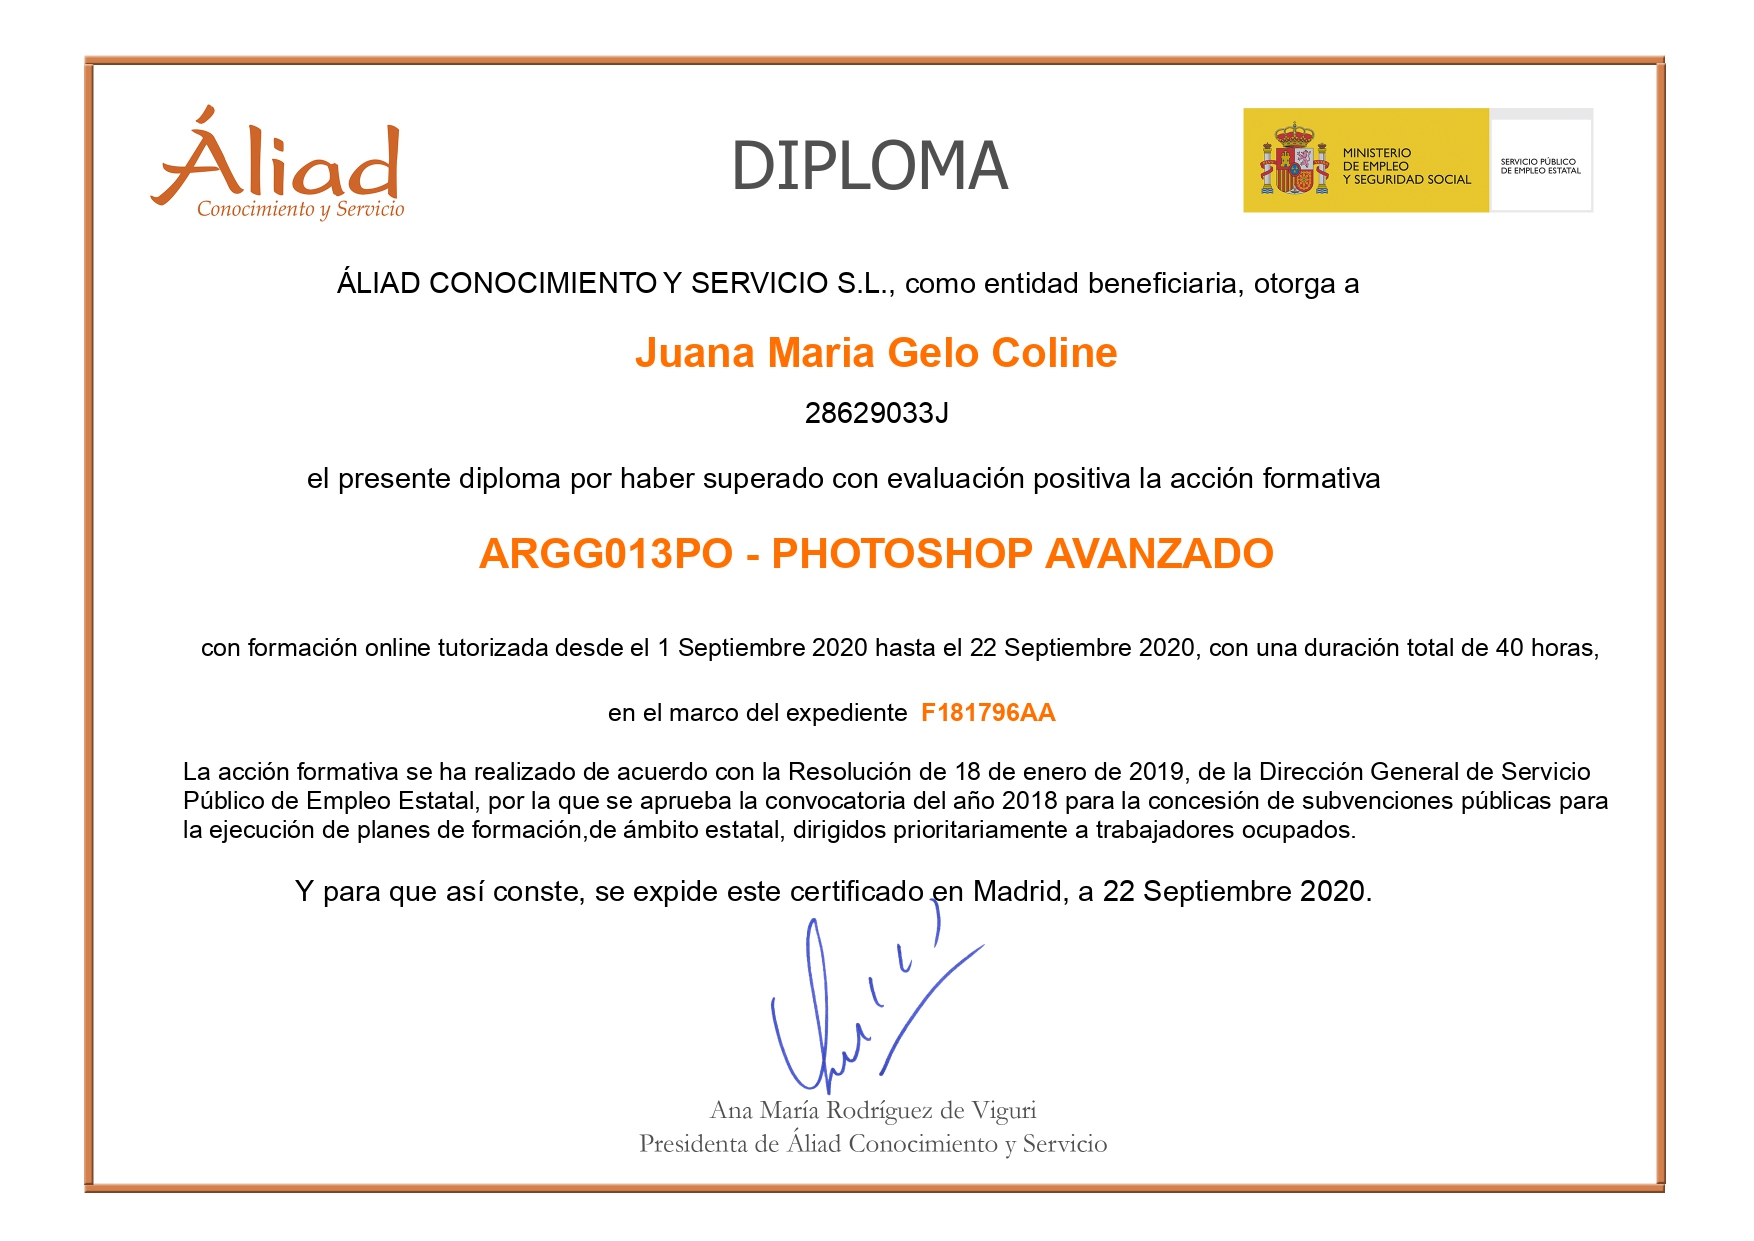 Áliad
Conocimiento y Servicio
DIPLOMA
MINISTERIO
DE EMPLEO
Y SEGURIDAD SOCIAL
SERVICIO PÚBLICO
DE EMPLEO ESTATAL
ÁLIAD CONOCIMIENTO Y SERVICIO S.L., como entidad beneficiaria, otorga a
Juana Maria Gelo Coline
28629033J
el presente diploma por haber superado con evaluación positiva la acción formativa
ARGG013PO - PHOTOSHOP AVANZADO
con formación online tutorizada desde el 1 Septiembre 2020 hasta el 22 Septiembre 2020, con una duración total de 40 horas,
en el marco del expediente F181796AA
La acción formativa se ha realizado de acuerdo con la Resolución de 18 de enero de 2019, de la Dirección General de Servicio
Público de Empleo Estatal, por la que se aprueba la convocatoria del año 2018 para la concesión de subvenciones públicas para
la ejecución de planes de formación,de ámbito estatal, dirigidos prioritariamente a trabajadores ocupados.
Y para que así conste, se expide este certificado en Madrid, a 22 Septiembre 2020.
Ana María Rodríguez de Viguri
Presidenta de Áliad Conocimiento y Servicio